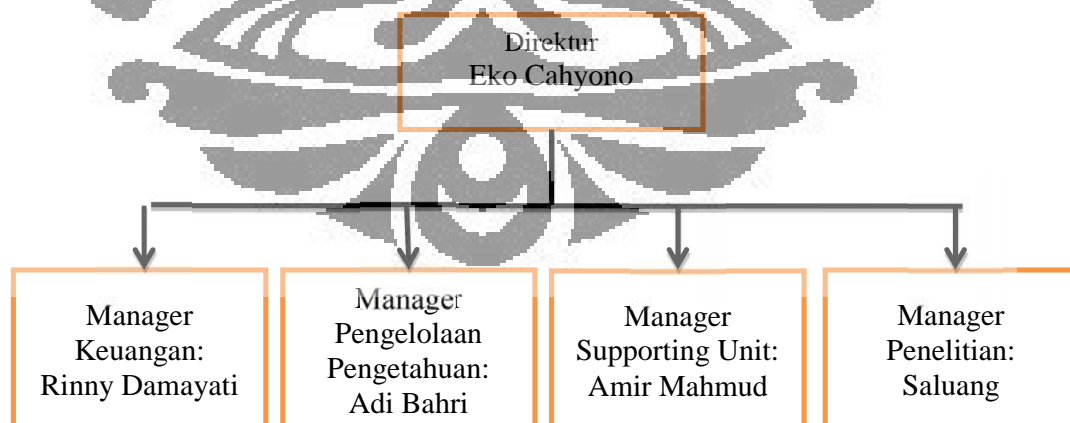 Direktur
Eko Cahyono
Manager
Keuangan:
Rinny Damayati
Manager
Pengelolaan
Pengetahuan:
Adi Bahri
Manager
Supporting Unit:
Amir Mahmud
Manager
Penelitian:
Saluang